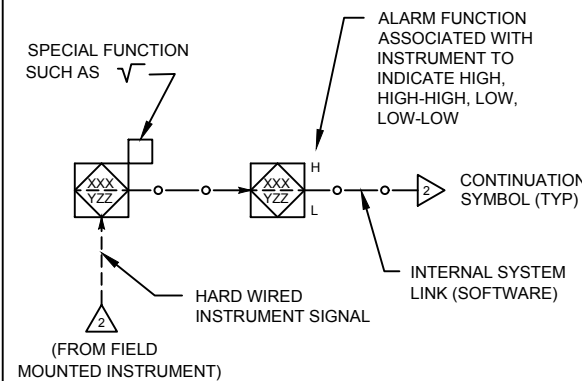 SPECIAL FUNCTION
SUCH AS √
ALARM FUNCTION
ASSOCIATED WITH
INSTRUMENT TO
INDICATE HIGH,
HIGH-HIGH, LOW,
LOW-LOW
XXX
YZZ
XXX
YZZ
H
L
2
CONTINUATION
SYMBOL (TYP)
INTERNAL SYSTEM
LINK (SOFTWARE)
HARD WIRED
INSTRUMENT SIGNAL
2
(FROM FIELD
MOUNTED INSTRUMENT)